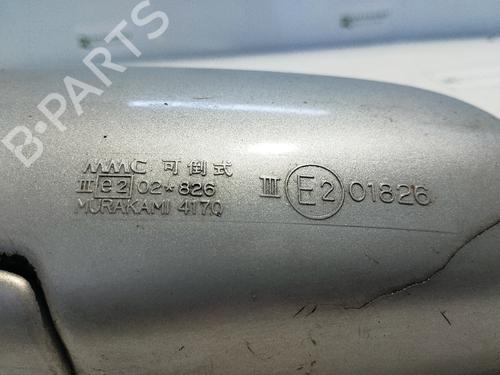 B-PARTS
MMC 可倒式
III e2 02*826
MURAKAMI 4170
III E2 01826